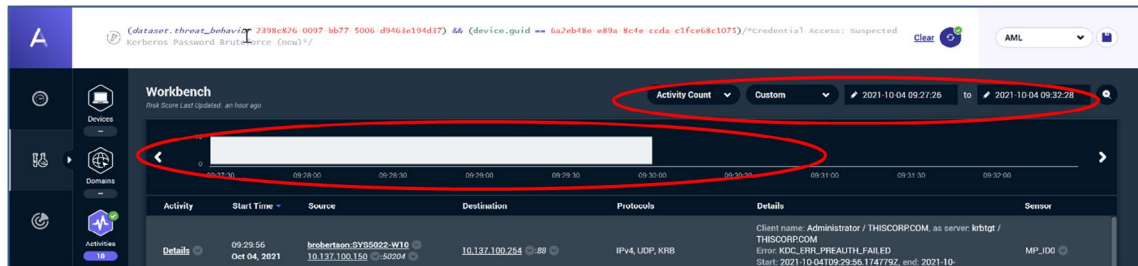 (dataset.threat_behavior 2398c826-0097-bb77-5006-d9463e194d37) && (device.guid == 6a2eb48e-e89a-8c4e-ccda-c1fce68c1075)/*Credential Access: Suspected
Kerberos Password Bruteforce (new)*/
Clear
AML
Workbench
Risk Score Last Updated: an hour ago
Activity Count
Custom
2021-10-04 09:27:26 to 2021-10-04 09:32:28
Devices
Domains
Activities
10
0
09:27:30 09:28:00 09:28:30 09:29:00 09:29:30 09:30:00 09:30:30 09:31:00 09:31:30 09:32:00
Activity Start Time Source Destination Protocols Details Sensor
Details
09:29:56
Oct 04, 2021
brobertson:SYS5022-W10
10.137.100.150 :50204
10.137.100.254 :88
IPv4, UDP, KRB
Client name: Administrator / THISCORP.COM, as server: krbtgt /
THISCORP.COM
Error: KDC_ERR_PREAUTH_FAILED
Start: 2021-10-04T09:29:56.174779Z, end: 2021-10-
MP_ID0